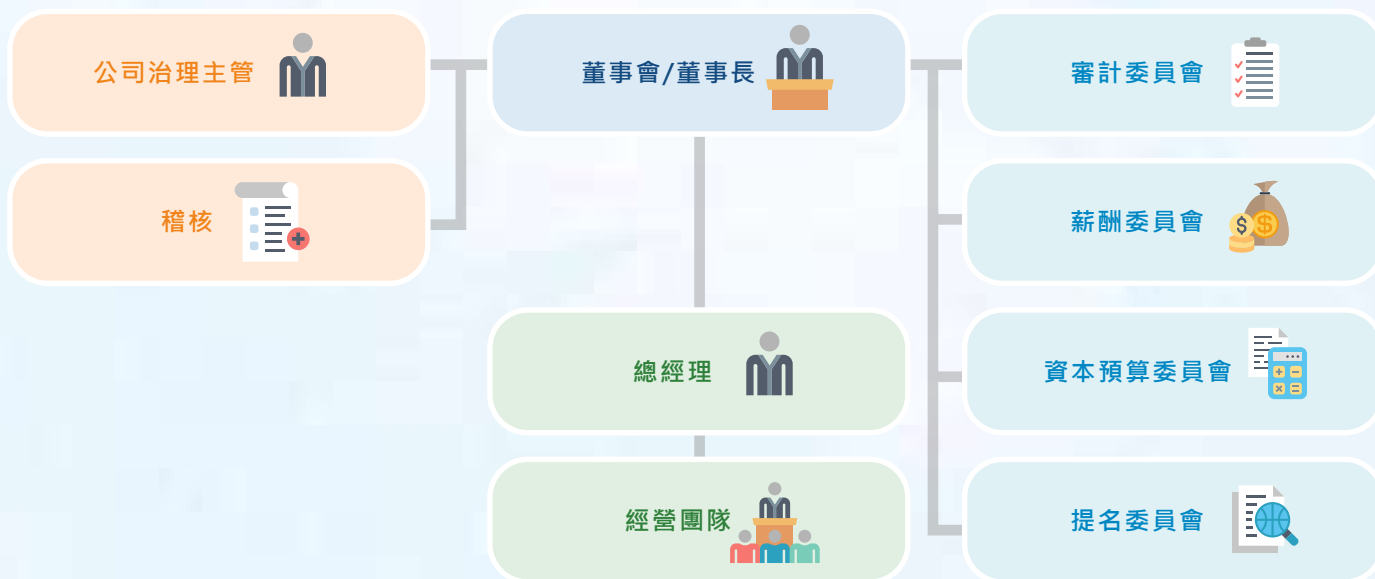 公司治理主管
董事會/董事長
審計委員會
稽核
薪酬委員會
總經理
資本預算委員會
經營團隊
提名委員會